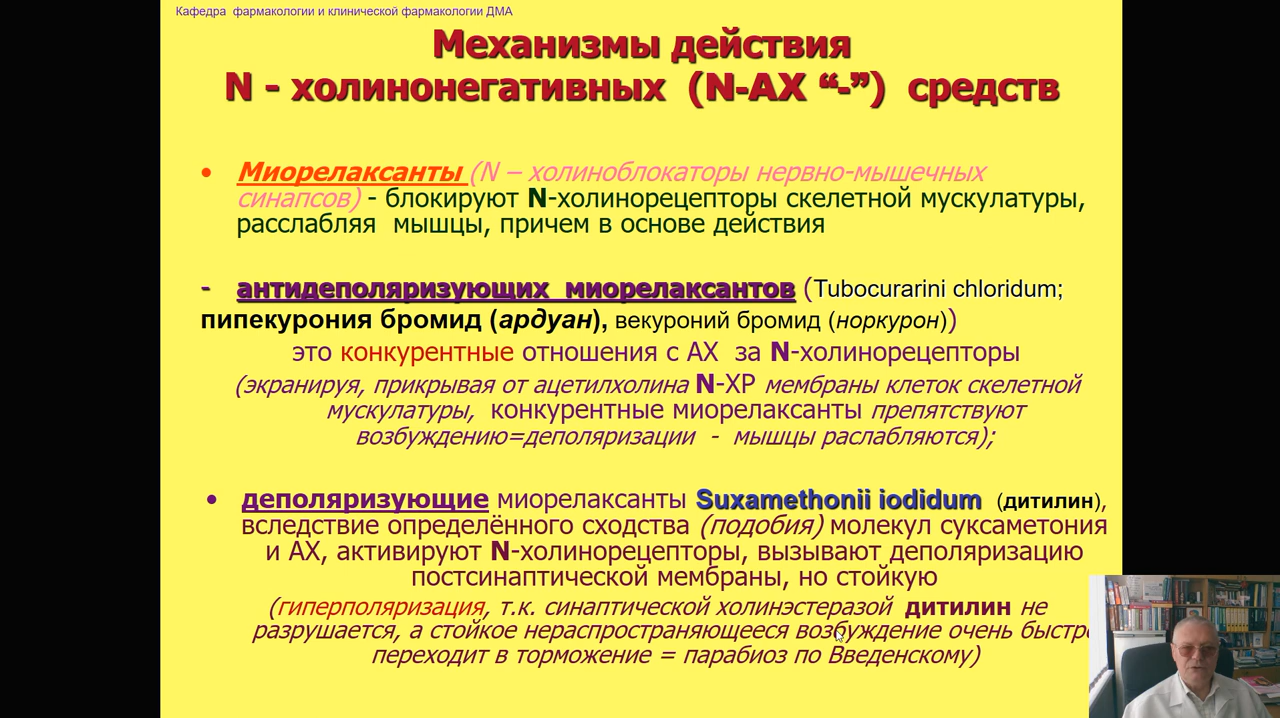 Кафедра фармакологии и клинической фармакологии ДМА
Механизмы действия
N - холинонегативных (N-АХ “-”) средств
• Миорелаксанты (N – холиноблокаторы нервно-мышечных
синапсов) - блокируют N-холинорецепторы скелетной мускулатуры,
расслабляя мышцы, причем в основе действия
- антидеполяризующих миорелаксантов (Tubocurarini chloridum;
пипекурония бромид (ардуан), векуроний бромид (норкурон))
это конкурентные отношения с АХ за N-холинорецепторы
(экранируя, прикрывая от ацетилхолина N-ХР мембраны клеток скелетной
мускулатуры, конкурентные миорелаксанты препятствуют
возбуждению=деполяризации - мышцы раслабляются);
• деполяризующие миорелаксанты Suxamethonii iodidum (дитилин),
вследствие определённого сходства (подобия) молекул суксаметония
и АХ, активируют N-холинорецепторы, вызывают деполяризацию
постсинаптической мембраны, но стойкую
(гиперполяризация, т.к. синаптической холинэстеразой дитилин не
разрушается, а стойкое нераспространяющееся возбуждение очень быстро
переходит в торможение = парабиоз по Введенскому)